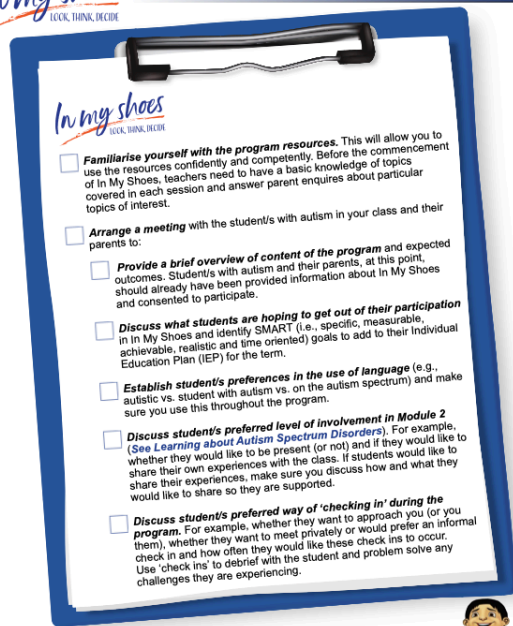 In my shoes
LOOK, THINK, DECIDE
In my shoes
LOOK, THINK, DECIDE
Familiarise yourself with the program resources. This will allow you to
use the resources confidently and competently. Before the commencement
of In My Shoes, teachers need to have a basic knowledge of topics
covered in each session and answer parent enquires about particular
topics of interest.
Arrange a meeting with the student/s with autism in your class and their
parents to:
Provide a brief overview of content of the program and expected
outcomes. Student/s with autism and their parents, at this point,
should already have been provided information about In My Shoes
and consented to participate.
Discuss what students are hoping to get out of their participation
in In My Shoes and identify SMART (i.e., specific, measurable,
achievable, realistic and time oriented) goals to add to their Individual
Education Plan (IEP) for the term.
Establish student/s preferences in the use of language (e.g.,
autistic vs. student with autism vs. on the autism spectrum) and make
sure you use this throughout the program.
Discuss student/s preferred level of involvement in Module 2
(See Learning about Autism Spectrum Disorders). For example,
whether they would like to be present (or not) and if they would like to
share their own experiences with the class. If students would like to
share their experiences, make sure you discuss how and what they
would like to share so they are supported.
Discuss student/s preferred way of 'checking in' during the
program. For example, whether they want to approach you (or you
them), whether they want to meet privately or would prefer an informal
check in and how often they would like these check ins to occur.
Use 'check ins' to debrief with the student and problem solve any
challenges they are experiencing.